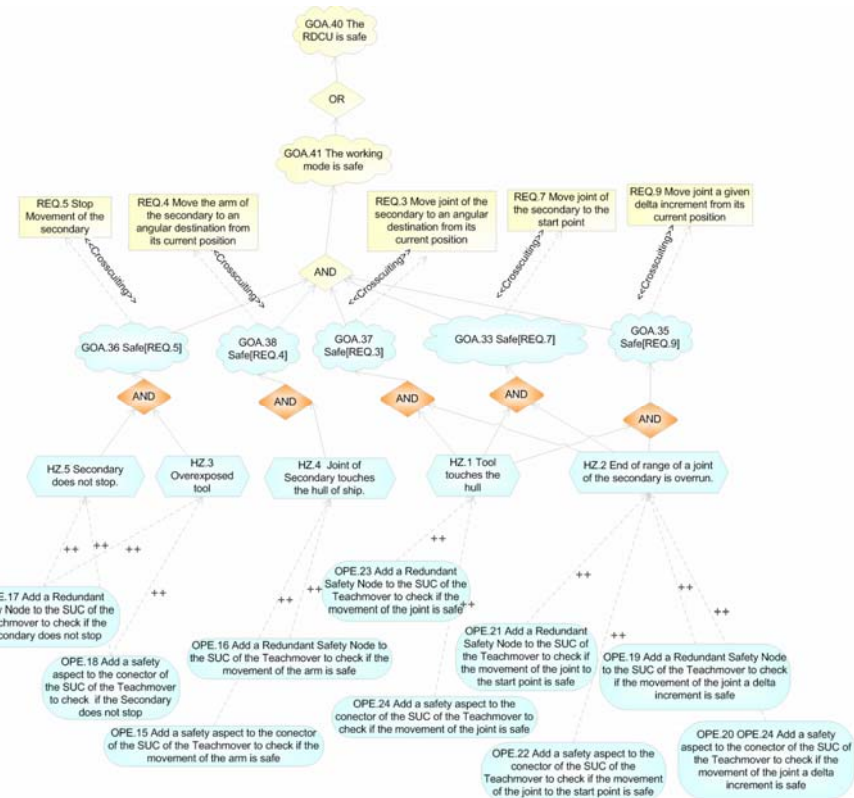 GOA.40 The
RDCU is safe
OR
GOA.41 The working
mode is safe
REQ.5 Stop
Movement of the
secondary
REQ.4 Move the arm of
the secondary to an
angular destination from
its current position
REQ.3 Move joint of the
secondary to an angular
destination from its
current position
REQ.7 Move joint of
the secondary to the
start point
REQ.9 Move joint a given
delta increment from its
current position
<<Crosscuiting>>
<<Crosscuiting>>
<<Crosscuiting>>
<<Crosscuiting>>
<<Crosscuiting>>
AND
GOA.36 Safe[REQ.5]
GOA.38
Safe[REQ.4]
GOA.37
Safe[REQ.3]
GOA.33 Safe[REQ.7]
GOA.35
Safe[REQ.9]
AND
AND
AND
AND
AND
HZ.5 Secondary
does not stop.
HZ.3
Overexposed
tool
HZ.4 Joint of
Secondary touches
the hull of ship.
HZ.1 Tool
touches the
hull
HZ.2 End of range of a joint
of the secondary is overrun.
++
++
++
++
++
++
++
++
++
++
++
++
E.17 Add a Redundant
y Node to the SUC of the
chmover to check if the
condary does not stop
OPE.18 Add a safety
aspect to the conector of
the SUC of the Teachmover
to check if the Secondary
does not stop
OPE.16 Add a Redundant Safety Node to
the SUC of the Teachmover to check if the
movement of the arm is safe
OPE.15 Add a safety aspect to the conector
of the SUC of the Teachmover to check if the
movement of the arm is safe
OPE.23 Add a Redundant
Safety Node to the SUC of the
Teachmover to check if the
movement of the joint is safe
OPE.24 Add a safety aspect to the
conector of the SUC of the Teachmover to
check if the movement of the joint is safe
OPE.21 Add a Redundant
Safety Node to the SUC of
the Teachmover to check if
the movement of the joint to
the start point is safe
OPE.22 Add a safety aspect to the
conector of the SUC of the
Teachmover to check if the movement
of the joint to the start point is safe
OPE.19 Add a Redundant Safety Node
to the SUC of the Teachmover to check
if the movement of the joint a delta
increment is safe
OPE.20 OPE.24 Add a safety
aspect to the conector of the SUC of
the Teachmover to check if the
movement of the joint a delta
increment is safe